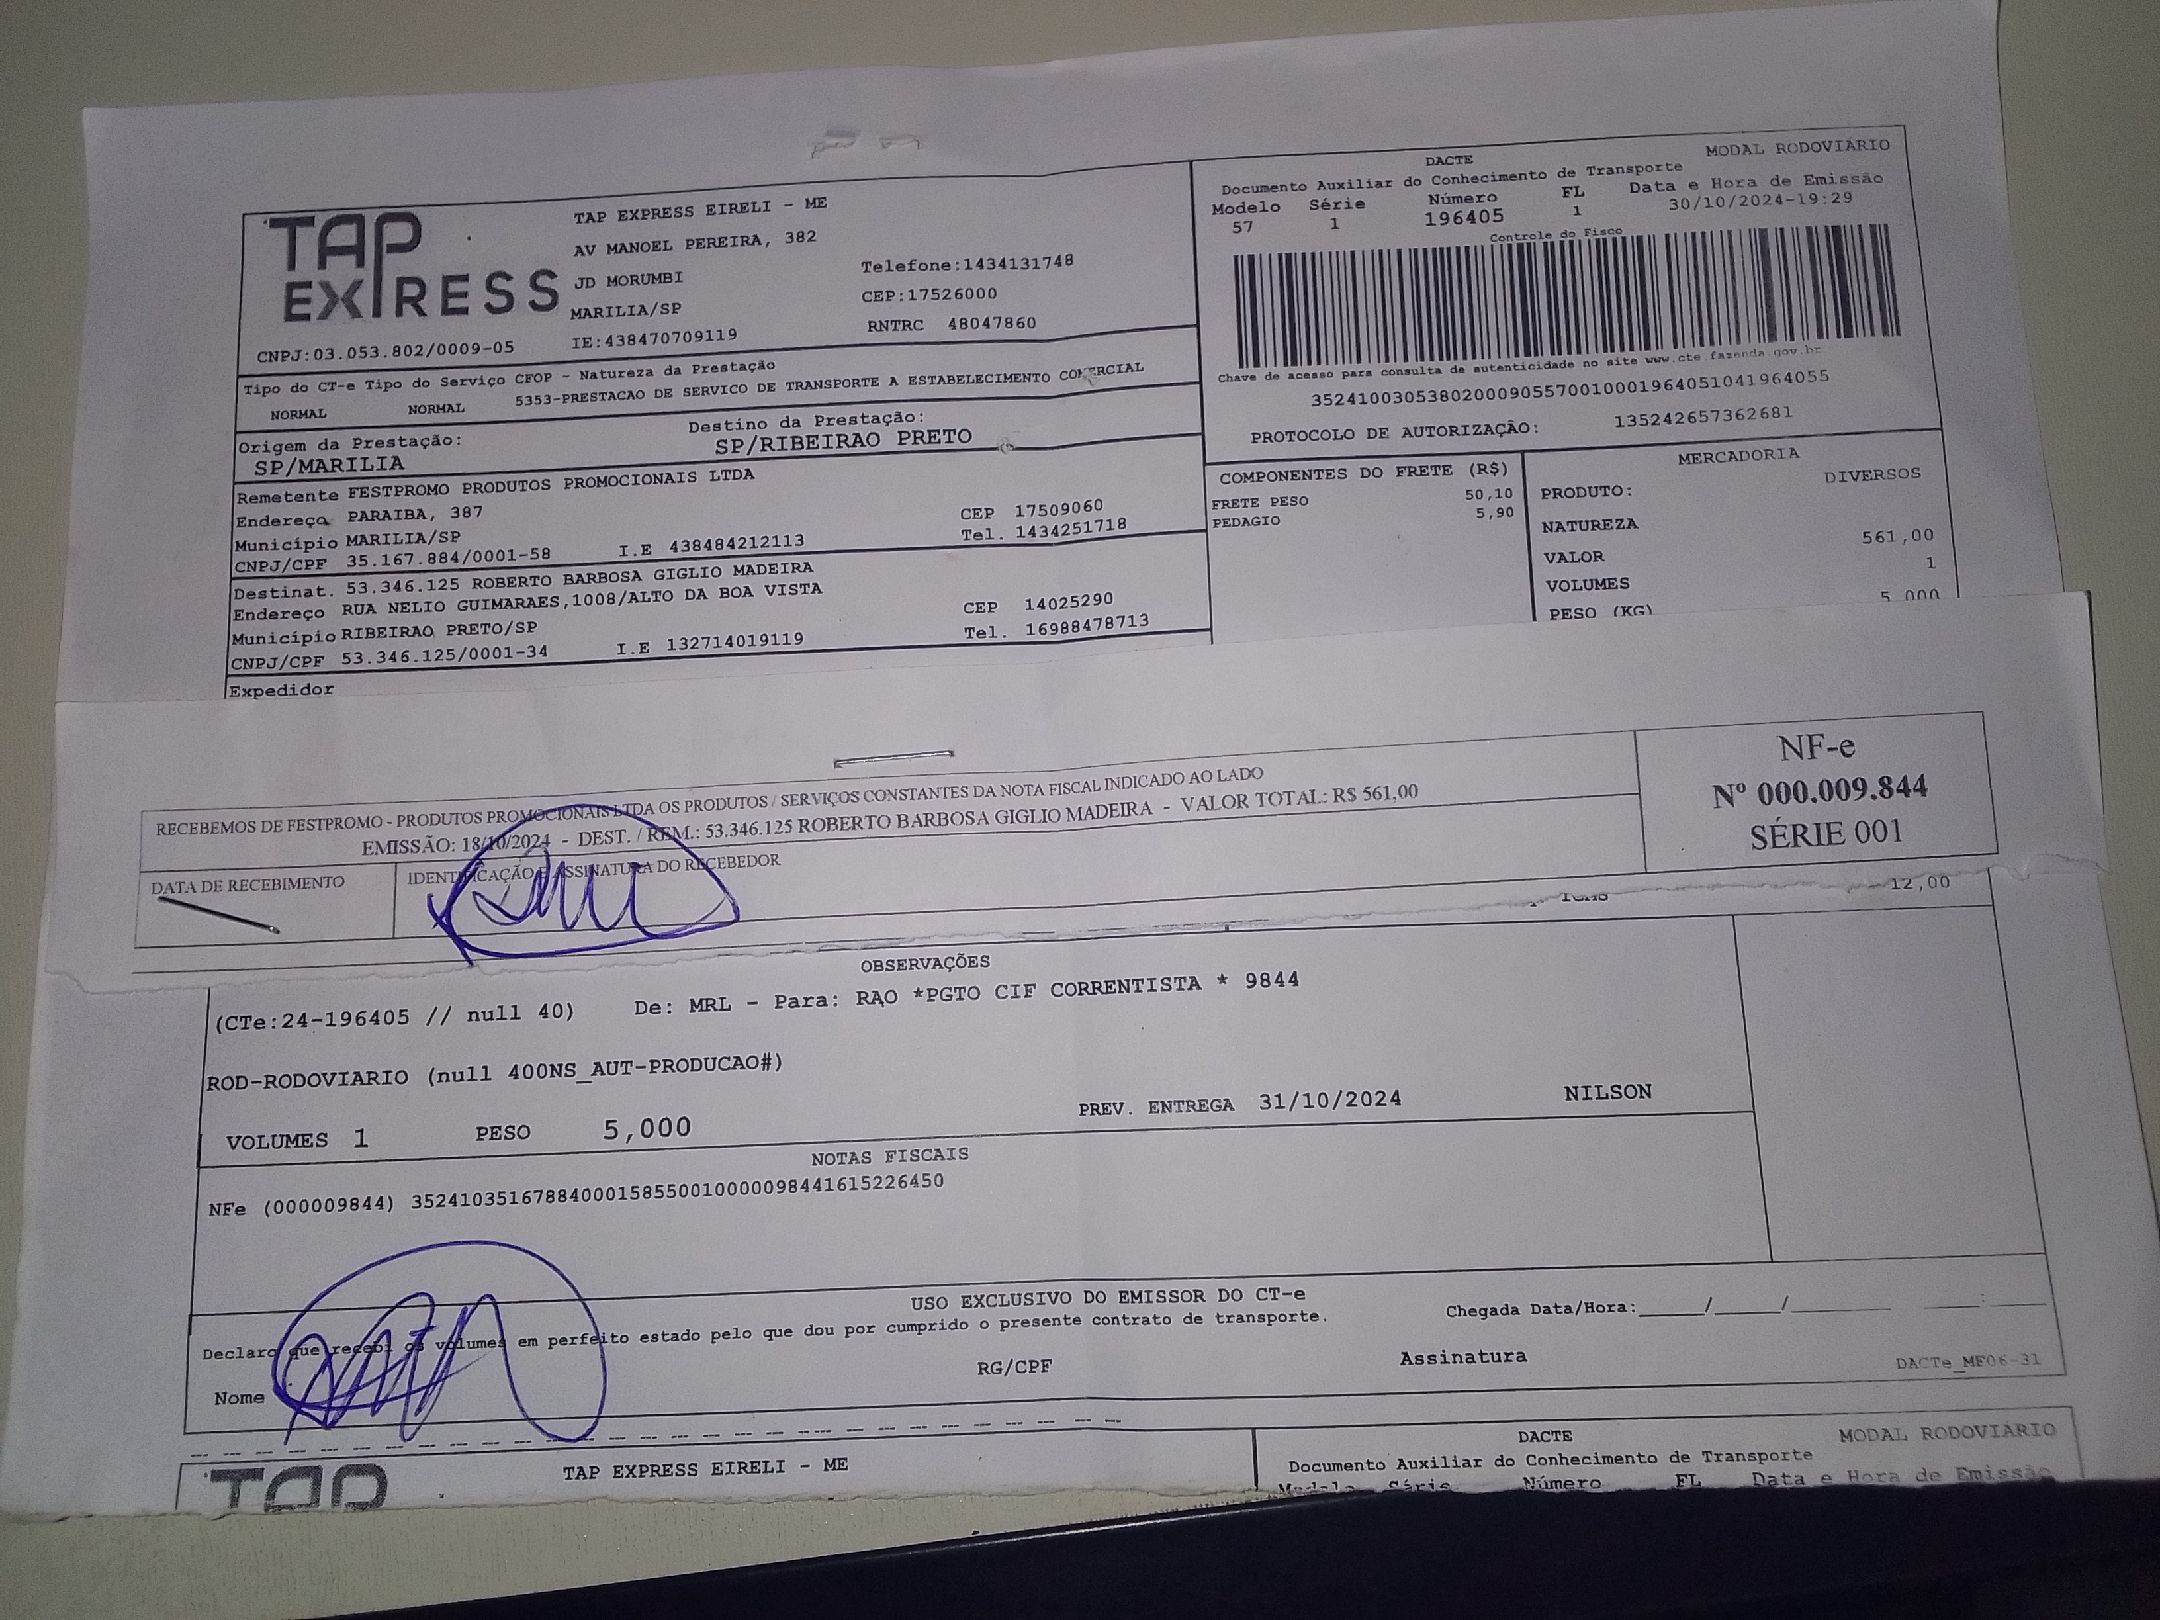 TAP EXPRESS
TAP EXPRESS EIRELI - ME
AV MANOEL PEREIRA, 382
JD MORUMBI
MARILIA/SP
IE:438470709119
Telefone:1434131748
CEP:17526000
RNTRC 48047860
CNPJ:03.053.802/0009-05
DACTE
MODAL RODOVIÁRIO
Documento Auxiliar do Conhecimento de Transporte
Modelo Série Número FL Data e Hora de Emissão
57 1 196405 1 30/10/2024-19:29
Controle do Fisco
Chave de acesso para consulta de autenticidade no site www.cte.fazenda.gov.br
35241003053802000905570010001964051041964055
PROTOCOLO DE AUTORIZAÇÃO: 135242657362681
Tipo do CT-e Tipo do Serviço CFOP - Natureza da Prestação
NORMAL NORMAL 5353-PRESTACAO DE SERVICO DE TRANSPORTE A ESTABELECIMENTO COMERCIAL
Origem da Prestação: Destino da Prestação:
SP/MARILIA SP/RIBEIRAO PRETO
Remetente FESTPROMO PRODUTOS PROMOCIONAIS LTDA
Endereço PARAIBA, 387 CEP 17509060
Município MARILIA/SP Tel. 1434251718
CNPJ/CPF 35.167.884/0001-58 I.E 438484212113
Destinat. 53.346.125 ROBERTO BARBOSA GIGLIO MADEIRA
Endereço RUA NELIO GUIMARAES,1008/ALTO DA BOA VISTA CEP 14025290
Município RIBEIRAO PRETO/SP Tel. 16988478713
CNPJ/CPF 53.346.125/0001-34 I.E 132714019119
Expedidor
COMPONENTES DO FRETE (R$)
FRETE PESO 50,10
PEDAGIO 5,90
MERCADORIA
PRODUTO: DIVERSOS
NATUREZA
VALOR 561,00
VOLUMES 1
PESO (KG) 5,000
RECEBEMOS DE FESTPROMO - PRODUTOS PROMOCIONAIS LTDA OS PRODUTOS / SERVIÇOS CONSTANTES DA NOTA FISCAL INDICADO AO LADO
EMISSÃO: 18/10/2024 - DEST. / REM.: 53.346.125 ROBERTO BARBOSA GIGLIO MADEIRA - VALOR TOTAL: R$ 561,00
DATA DE RECEBIMENTO
IDENTIFICAÇÃO E ASSINATURA DO RECEBEDOR
NF-e
Nº 000.009.844
SÉRIE 001
12,00
OBSERVAÇÕES
(CTe:24-196405 // null 40) De: MRL - Para: RAO *PGTO CIF CORRENTISTA * 9844
ROD-RODOVIARIO (null 400NS_AUT-PRODUCAO#)
VOLUMES 1 PESO 5,000 PREV. ENTREGA 31/10/2024 NILSON
NOTAS FISCAIS
NFe (000009844) 35241035167884000158550010000098441615226450
USO EXCLUSIVO DO EMISSOR DO CT-e
Declaro que recebi os volumes em perfeito estado pelo que dou por cumprido o presente contrato de transporte.
Chegada Data/Hora:_____/_____/_________ _____:_____
Nome RG/CPF Assinatura
DACTe_MF06-31
TAP
TAP EXPRESS EIRELI - ME
DACTE
MODAL RODOVIÁRIO
Documento Auxiliar do Conhecimento de Transporte
Modelo Série Número FL Data e Hora de Emissão